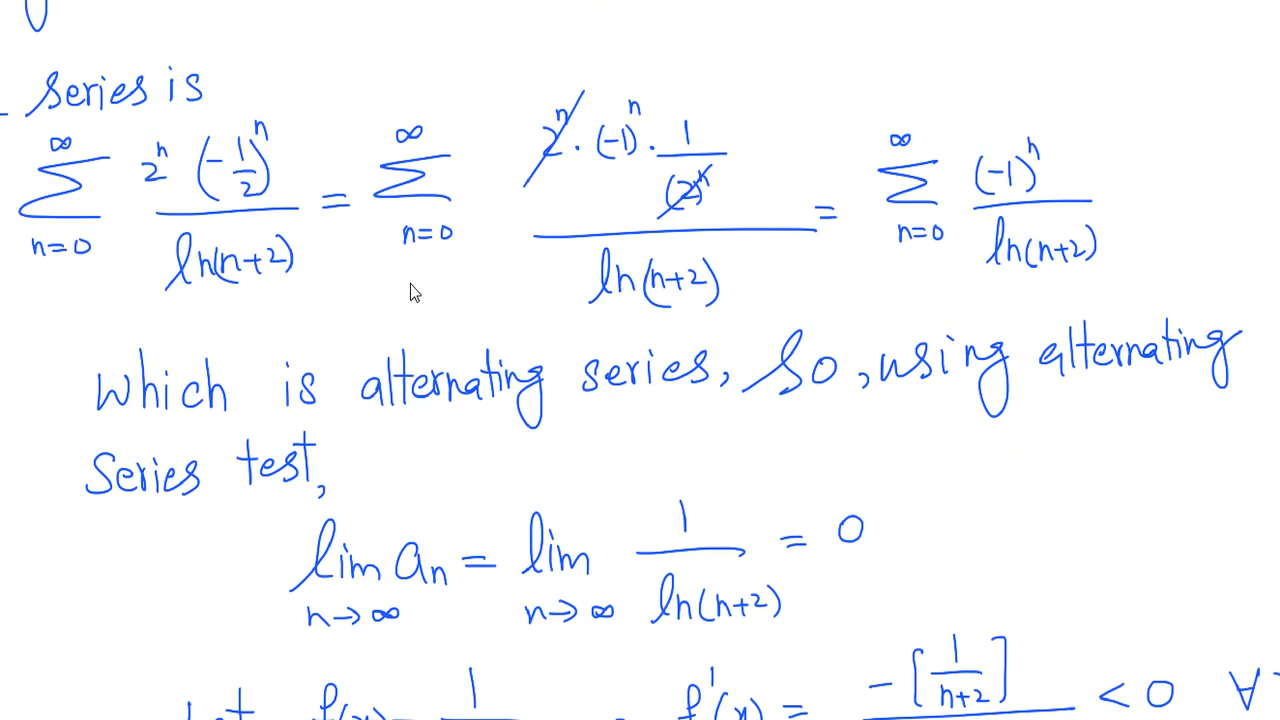 series is
∑_{n=0}^{∞} 2^n (-1/2)^n / ln(n+2) = ∑_{n=0}^{∞} 2^n · (-1)^n · 1/(2)^n / ln(n+2) = ∑_{n=0}^{∞} (-1)^n / ln(n+2)
which is alternating series, So, using alternating
Series test,
lim_{n→∞} a_n = lim_{n→∞} 1/ln(n+2) = 0
Let f(x) = 1 f'(x) = -[1/(n+2)] < 0 ∀